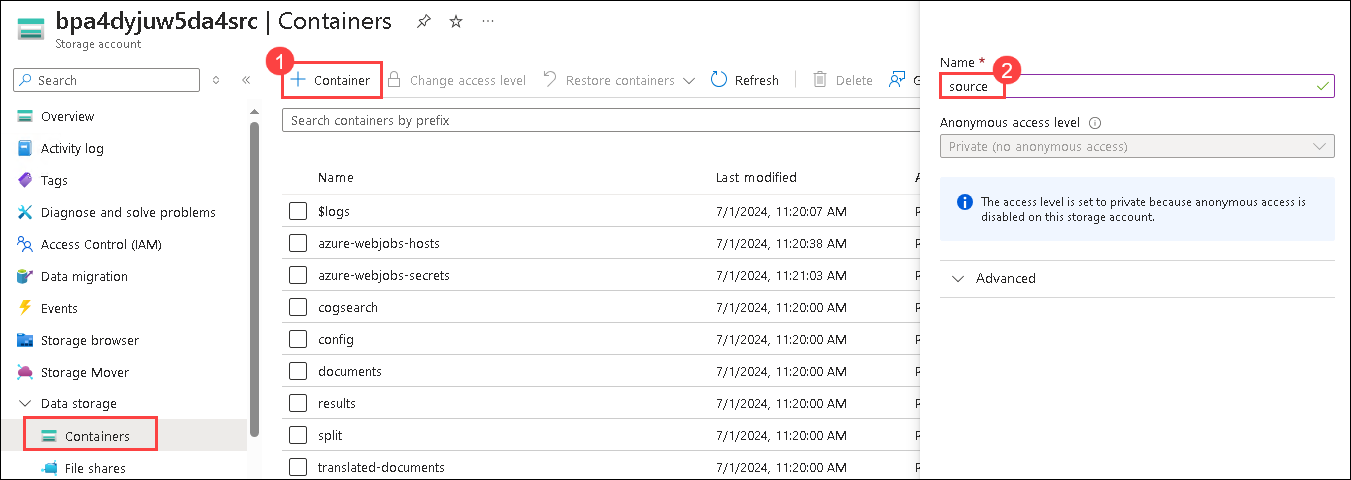 bpa4dyjuw5da4src | Containers
Storage account
Search
Overview
Activity log
Tags
Diagnose and solve problems
Access Control (IAM)
Data migration
Events
Storage browser
Storage Mover
Data storage
Containers
File shares
1
Container
Change access level
Restore containers
Refresh
Delete
G
Search containers by prefix
Name Last modified A
$logs 7/1/2024, 11:20:07 AM P
azure-webjobs-hosts 7/1/2024, 11:20:38 AM P
azure-webjobs-secrets 7/1/2024, 11:21:03 AM P
cogsearch 7/1/2024, 11:20:00 AM P
config 7/1/2024, 11:20:00 AM P
documents 7/1/2024, 11:20:00 AM P
results 7/1/2024, 11:20:00 AM P
split 7/1/2024, 11:20:00 AM P
translated-documents 7/1/2024, 11:20:00 AM P
Name *
2
source
Anonymous access level
Private (no anonymous access)
The access level is set to private because anonymous access is
disabled on this storage account.
Advanced